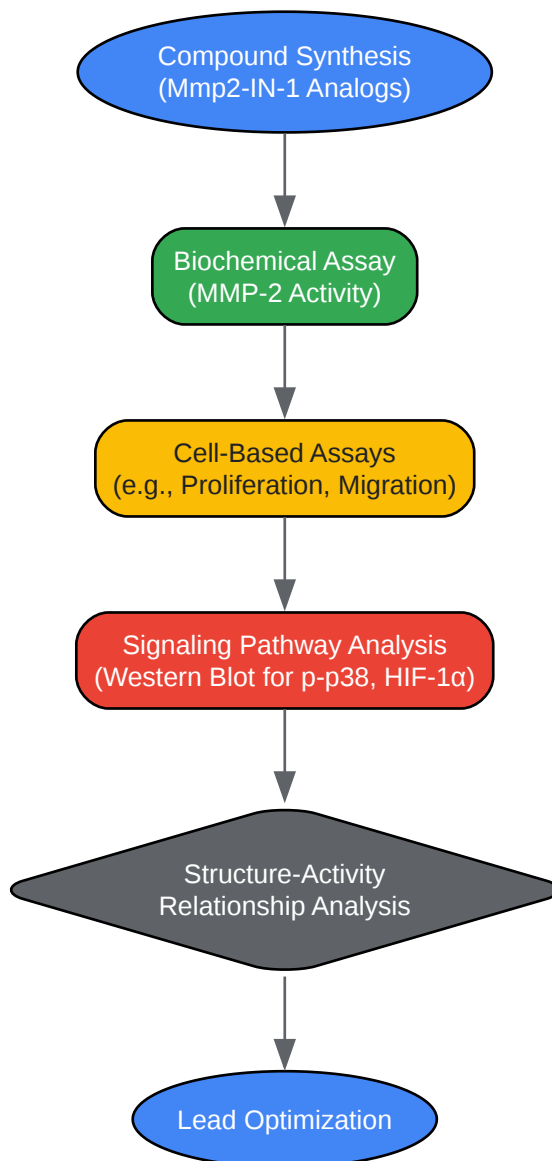 Compound Synthesis
(Mmp2-IN-1 Analogs)
Biochemical Assay
(MMP-2 Activity)
Cell-Based Assays
(e.g., Proliferation, Migration)
Signaling Pathway Analysis
(Western Blot for p-p38, HIF-1α)
Structure-Activity
Relationship Analysis
Lead Optimization